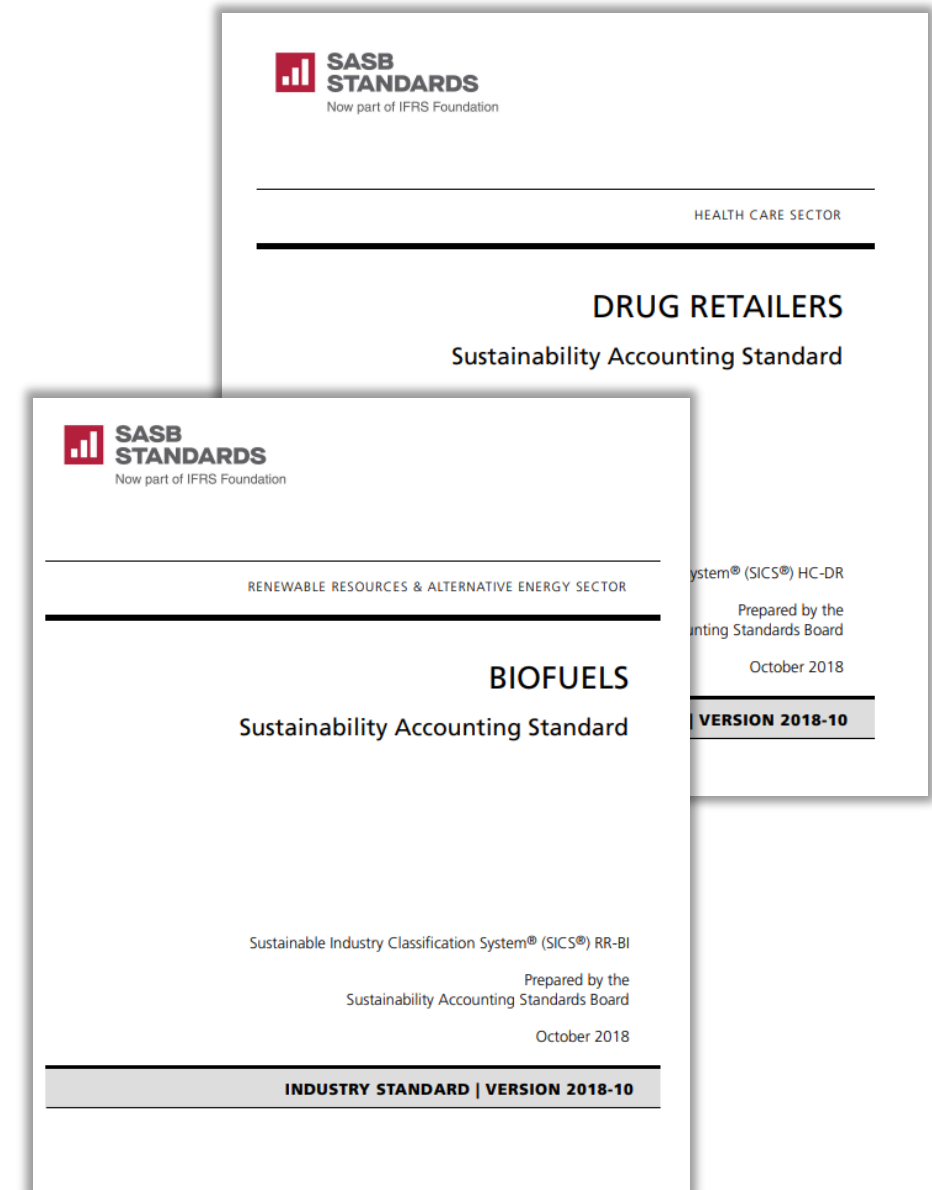 SASB
STANDARDS
Now part of IFRS Foundation
HEALTH CARE SECTOR
DRUG RETAILERS
Sustainability Accounting Standard
(SICS®) HC-DR
Prepared by the
Standards Board
October 2018
| VERSION 2018-10
SASB
STANDARDS
Now part of IFRS Foundation
RENEWABLE RESOURCES & ALTERNATIVE ENERGY SECTOR
BIOFUELS
Sustainability Accounting Standard
Sustainable Industry Classification System® (SICS®) RR-BI
Prepared by the
Sustainability Accounting Standards Board
October 2018
INDUSTRY STANDARD | VERSION 2018-10